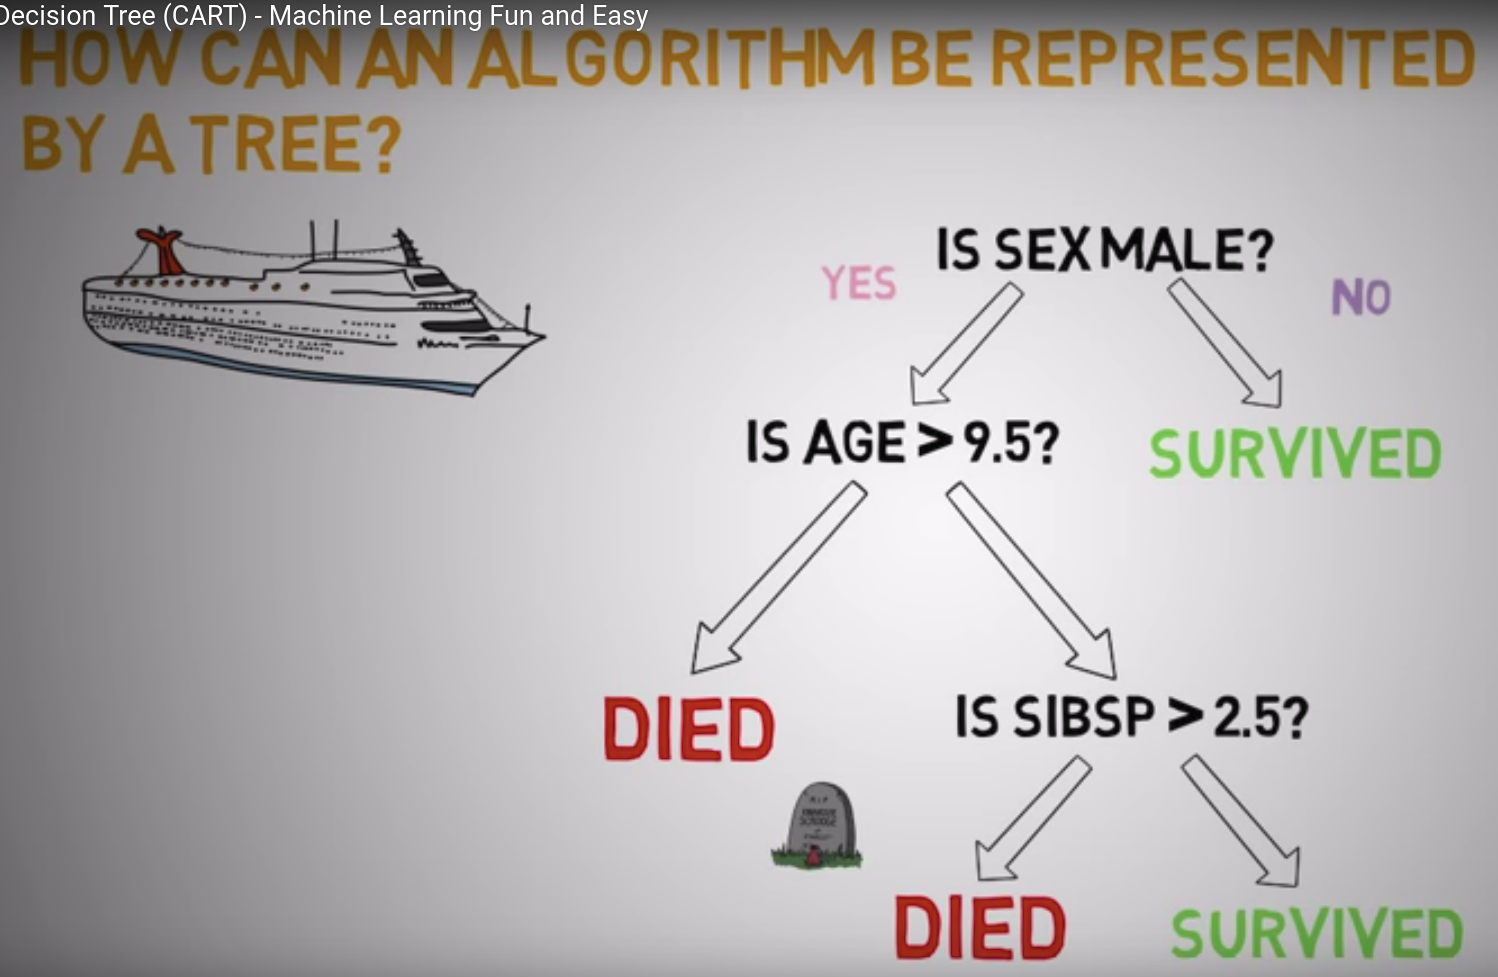 Decision Tree (CART) - Machine Learning Fun and Easy
HOW CAN AN ALGORITHM BE REPRESENTED
BY A TREE?
IS SEX MALE?
YES
NO
IS AGE > 9.5?
SURVIVED
DIED
IS SIBSP > 2.5?
R.I.P
SCROOGE
DIED
SURVIVED